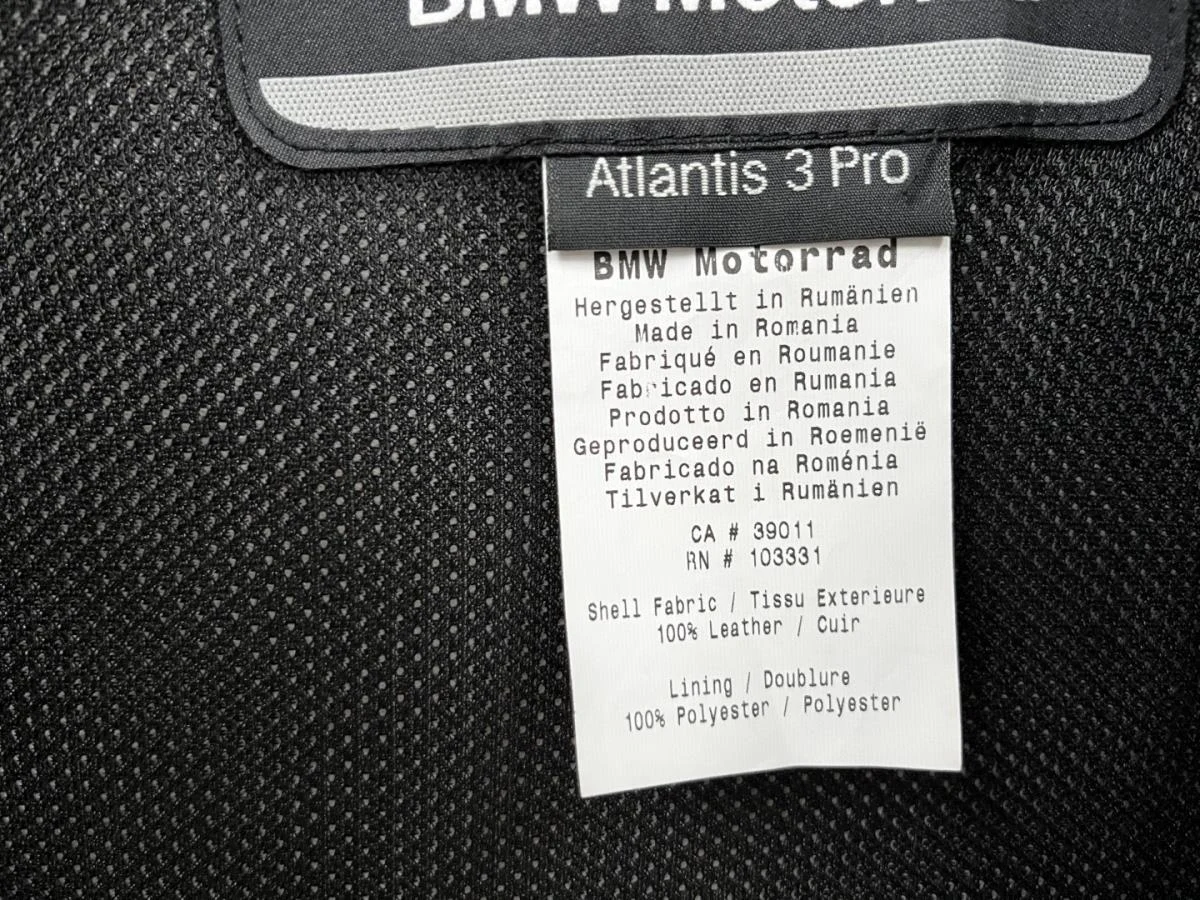 BMW
Atlantis 3 Pro
BMW Motorrad
Hergestellt in Rumänien
Made in Romania
Fabriqué en Roumanie
Fabricado en Rumania
Prodotto in Romania
Geproduceerd in Roemenië
Fabricado na Roménia
Tilverkat i Rumänien
CA # 39011
RN # 103331
Shell Fabric / Tissu Exterieure
100% Leather / Cuir
Lining / Doublure
100% Polyester / Polyester